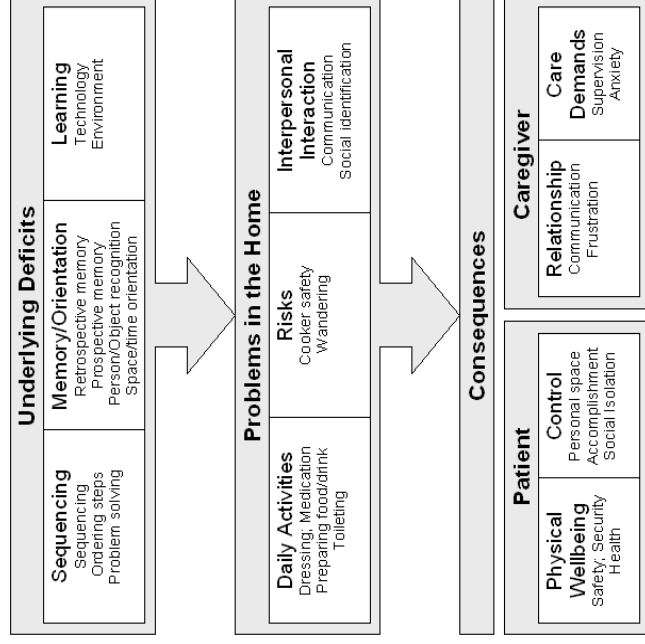 Underlying Deficits
Sequencing
Sequencing
Ordering steps
Problem solving
Memory/Orientation
Retrospective memory
Prospective memory
Person/Object recognition
Space/time orientation
Learning
Technology
Environment
Problems in the Home
Daily Activities
Dressing; Medication
Preparing food/drink
Toileting
Risks
Cooker safety
Wandering
Interpersonal
Interaction
Communication
Social identification
Consequences
Patient
Physical
Wellbeing
Safety; Security
Health
Control
Personal space
Accomplishment
Social Isolation
Caregiver
Relationship
Communication
Frustration
Care
Demands
Supervision
Anxiety